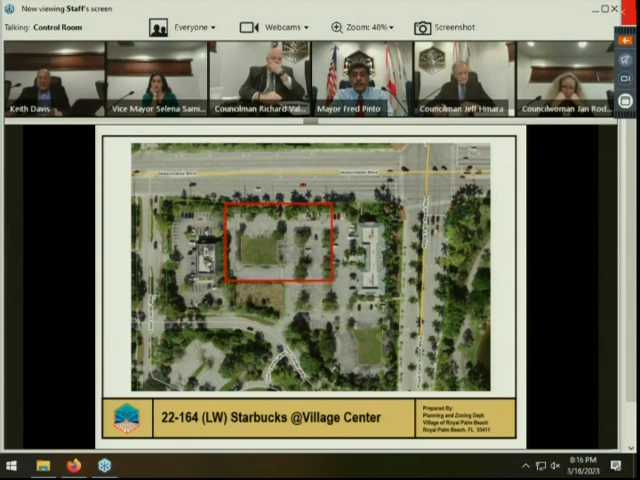 Now viewing Staff's screen
Talking: Control Room
Everyone
Webcams
Zoom: 48%
Screenshot
Keith Davis
Vice Mayor Selena Sami...
Councilman Richard Val...
Mayor Fred Pinto
Councilman Jeff Hmara
Councilwoman Jan Rod...
22-164 (LW) Starbucks @Village Center
Prepared By:
Planning and Zoning Dept.
Village of Royal Palm Beach
Royal Palm Beach, FL 33411
8:16 PM
3/16/2023